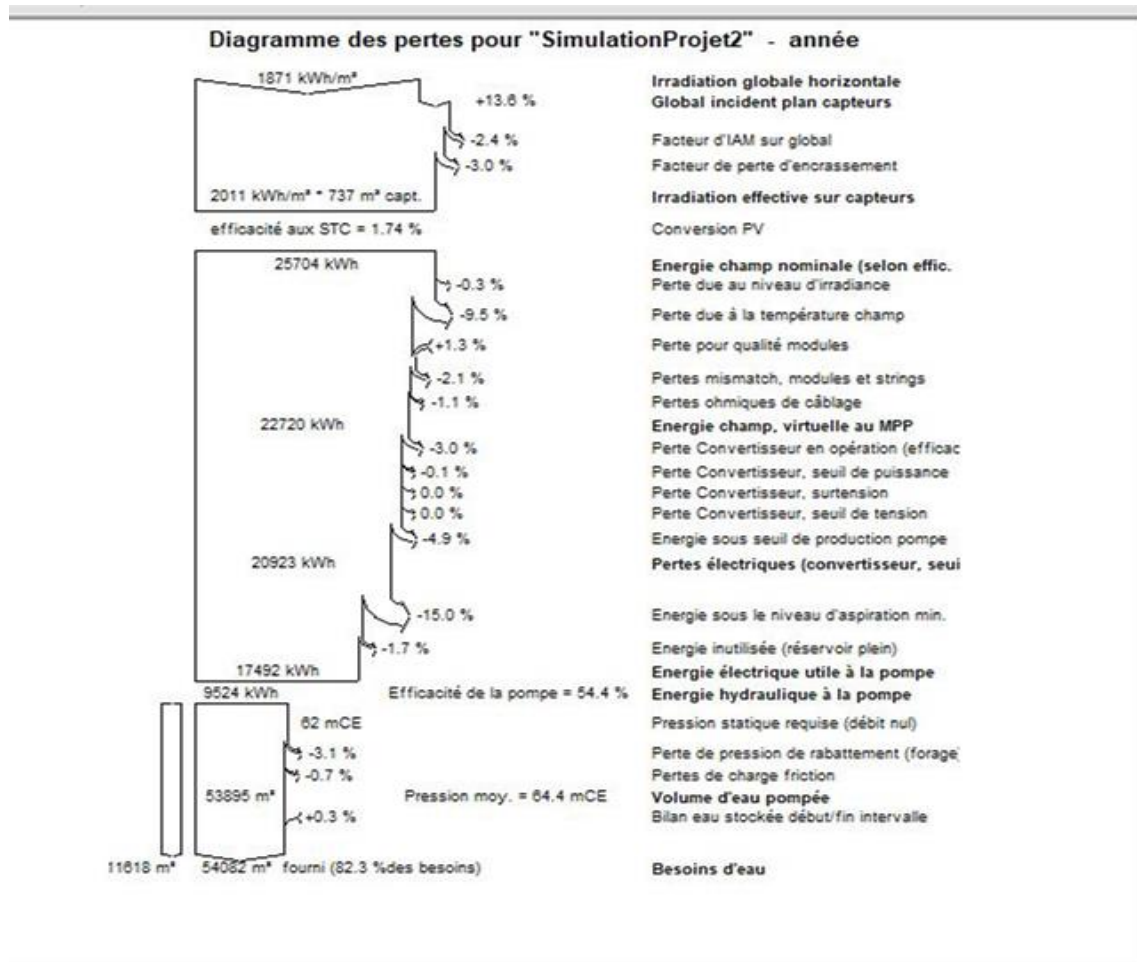 Diagramme des pertes pour "SimulationProjet2" - année
1871 kWh/m² Irradiation globale horizontale
+13.6 % Global incident plan capteurs
-2.4 % Facteur d'IAM sur global
-3.0 % Facteur de perte d'encrassement
2011 kWh/m² * 737 m² capt. Irradiation effective sur capteurs
efficacité aux STC = 1.74 % Conversion PV
25704 kWh Energie champ nominale (selon effic.
-0.3 % Perte due au niveau d'irradiance
-9.5 % Perte due à la température champ
+1.3 % Perte pour qualité modules
-2.1 % Pertes mismatch, modules et strings
-1.1 % Pertes ohmiques de câblage
22720 kWh Energie champ, virtuelle au MPP
-3.0 % Perte Convertisseur en opération (efficac
-0.1 % Perte Convertisseur, seuil de puissance
0.0 % Perte Convertisseur, surtension
0.0 % Perte Convertisseur, seuil de tension
-4.9 % Energie sous seuil de production pompe
20923 kWh Pertes électriques (convertisseur, seui
-15.0 % Energie sous le niveau d'aspiration min.
-1.7 % Energie inutilisée (réservoir plein)
17492 kWh Energie électrique utile à la pompe
9524 kWh Efficacité de la pompe = 54.4 % Energie hydraulique à la pompe
62 mCE Pression statique requise (débit nul)
-3.1 % Perte de pression de rabattement (forage)
-0.7 % Pertes de charge friction
53895 m³ Pression moy. = 64.4 mCE Volume d'eau pompée
+0.3 % Bilan eau stockée début/fin intervalle
11618 m³ 54082 m³ fourni (82.3 %des besoins) Besoins d'eau